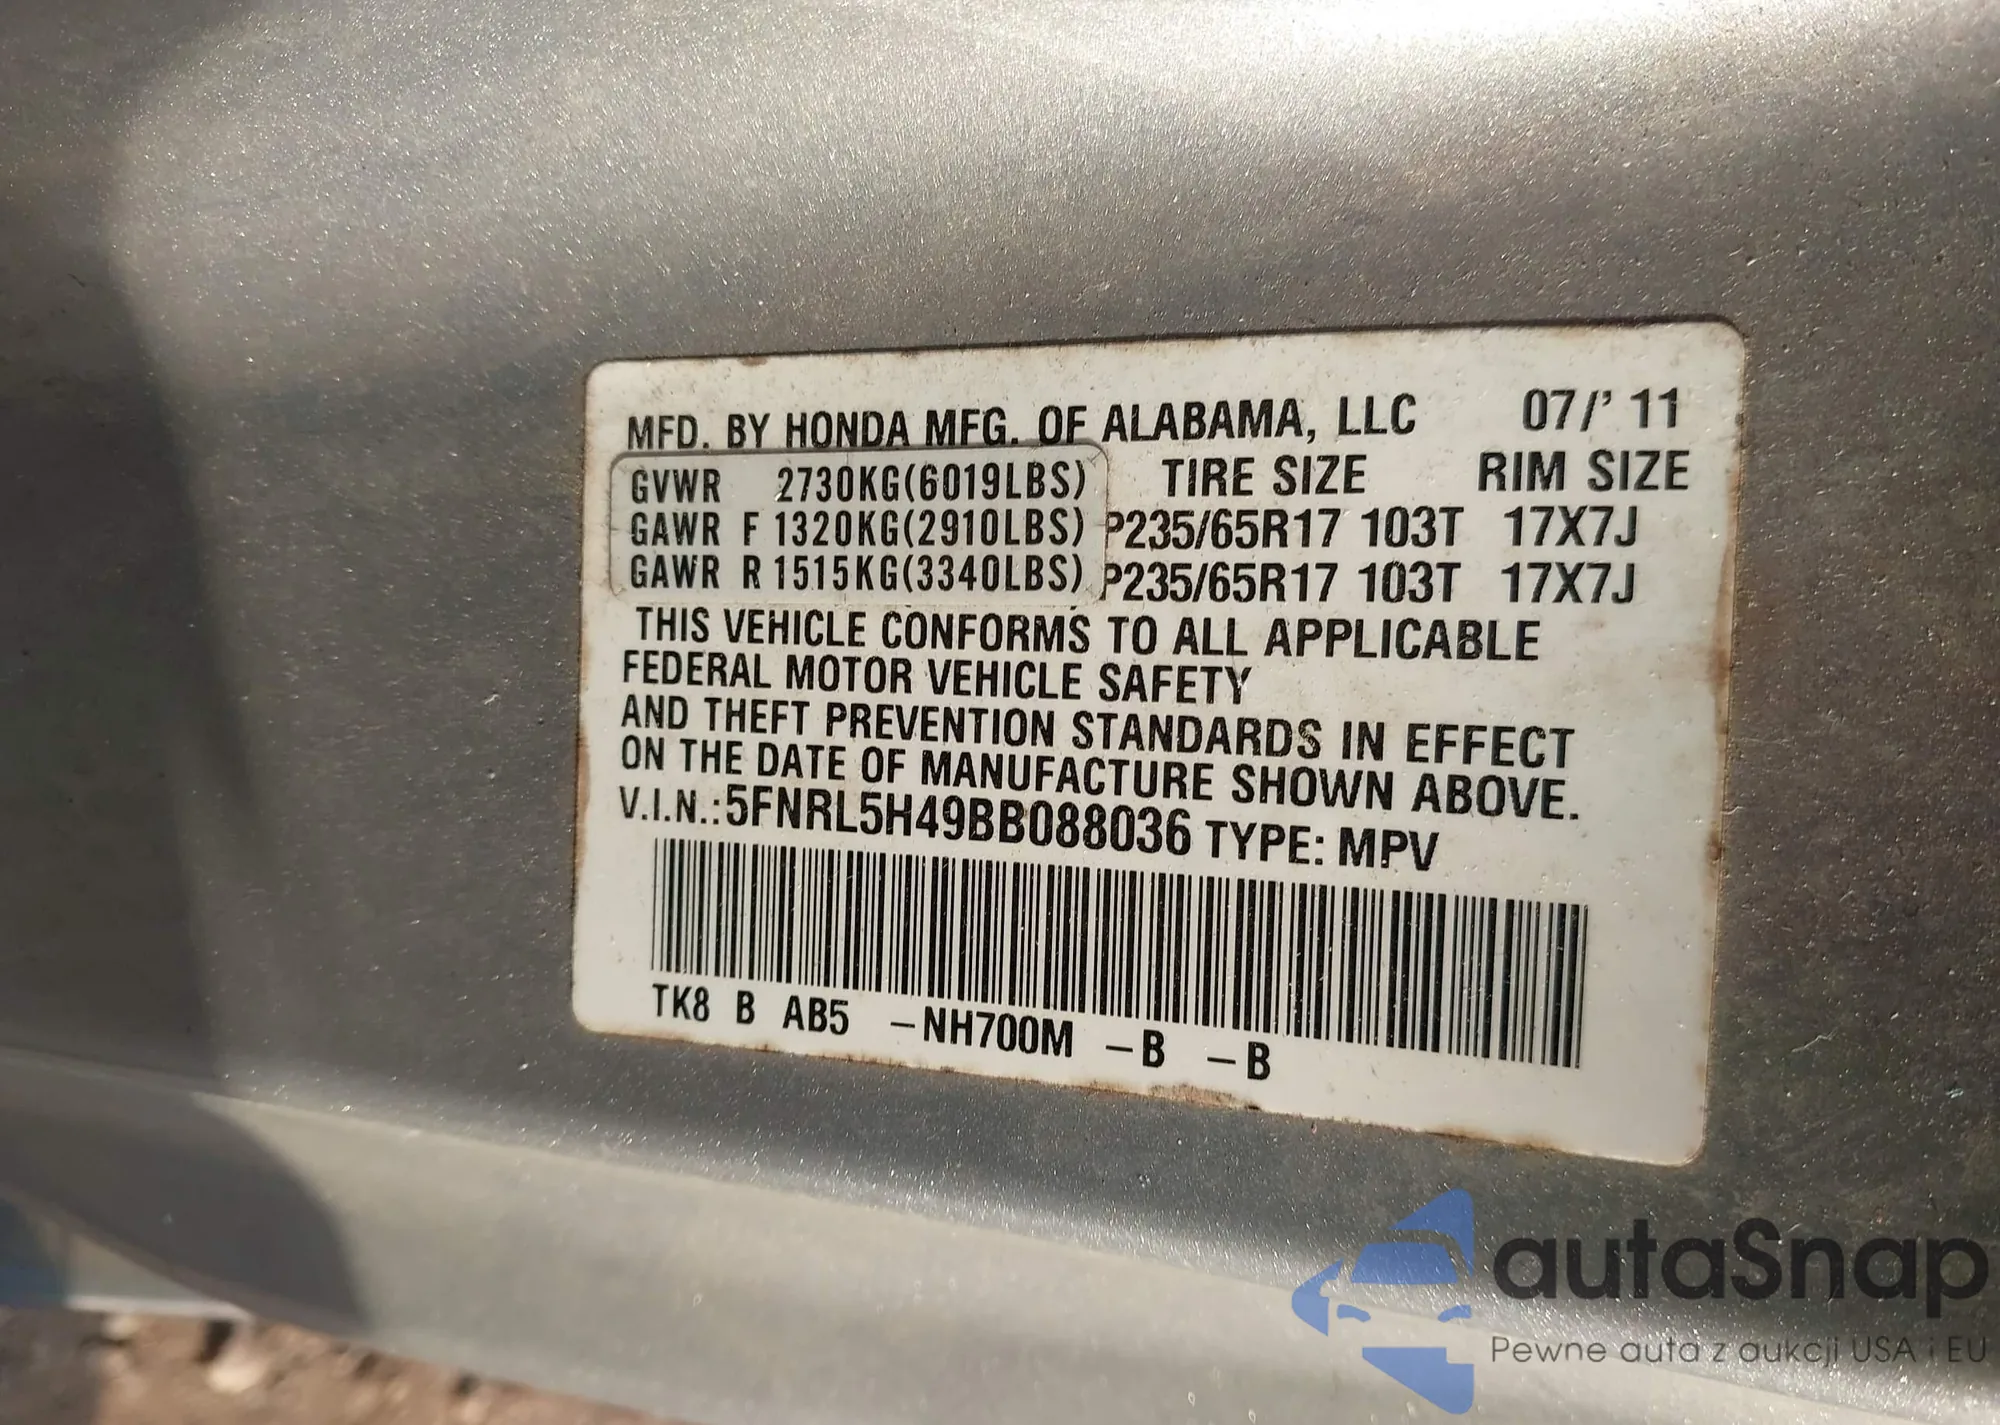 MFD. BY HONDA MFG. OF ALABAMA, LLC 07/' 11
GVWR 2730KG(6019LBS) TIRE SIZE RIM SIZE
GAWR F 1320KG(2910LBS) P235/65R17 103T 17X7J
GAWR R 1515KG(3340LBS) P235/65R17 103T 17X7J
THIS VEHICLE CONFORMS TO ALL APPLICABLE
FEDERAL MOTOR VEHICLE SAFETY
AND THEFT PREVENTION STANDARDS IN EFFECT
ON THE DATE OF MANUFACTURE SHOWN ABOVE.
V.I.N.:5FNRL5H49BB088036 TYPE: MPV
TK8 B AB5 -NH700M -B -B
autaSnap
Pewne auta z aukcji USA i EU